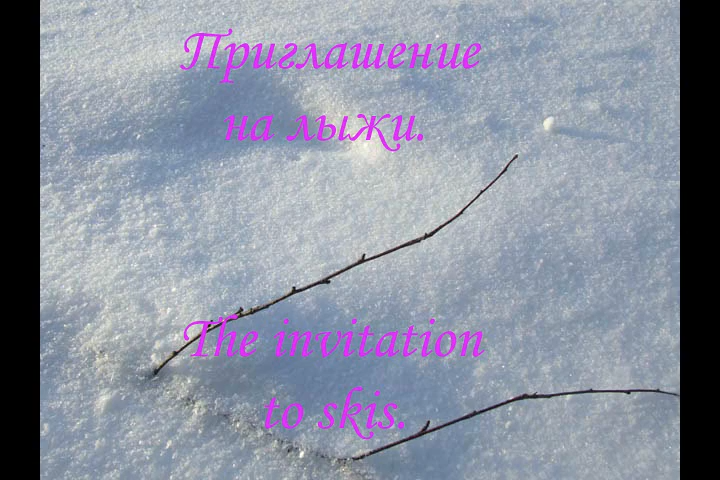 Приглашение
на лыжи.
The invitation
to skis.